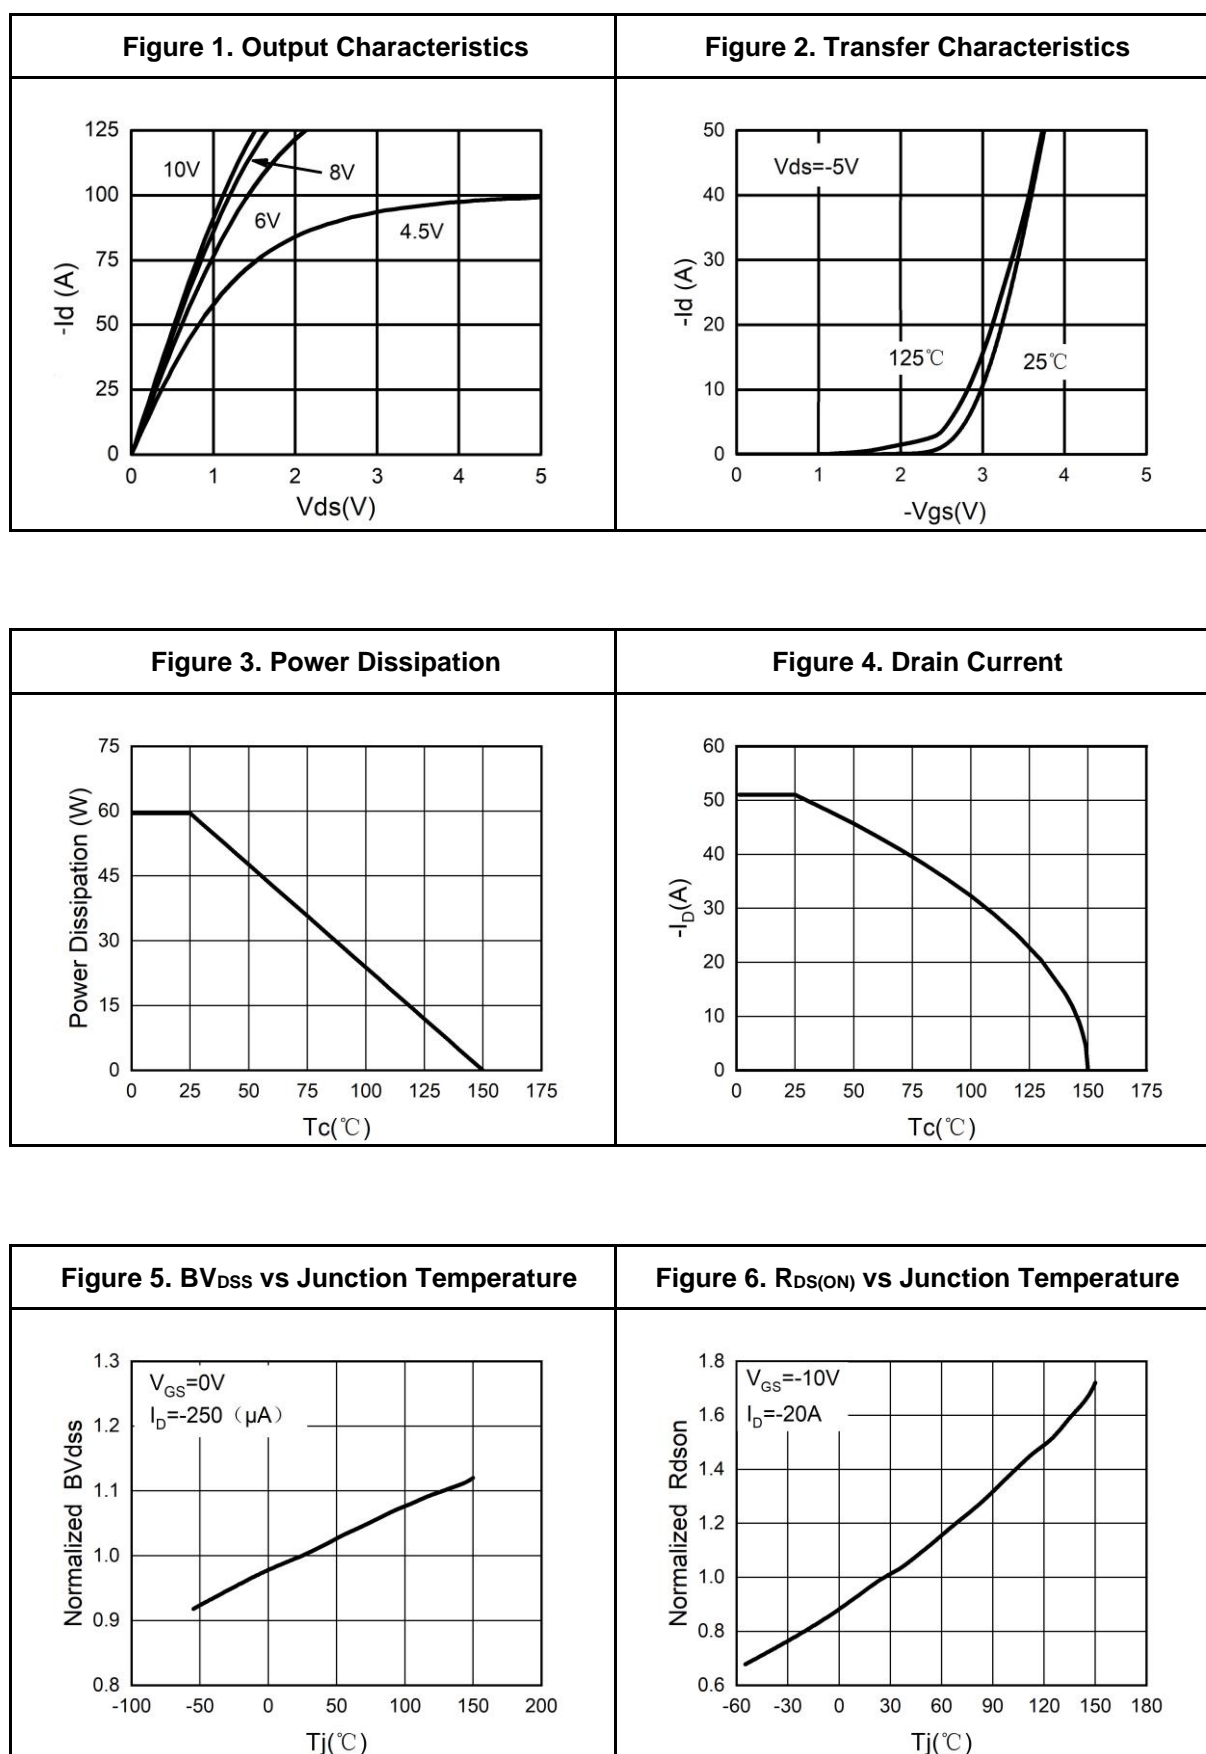 Figure 1. Output Characteristics
Figure 2. Transfer Characteristics
125
100
75
50
25
0
0 1 2 3 4 5
-Id (A)
Vds(V)
10V
8V
6V
4.5V
50
40
30
20
10
0
0 1 2 3 4 5
-Id (A)
-Vgs(V)
Vds=-5V
125℃
25℃
Figure 3. Power Dissipation
Figure 4. Drain Current
75
60
45
30
15
0
0 25 50 75 100 125 150 175
Power Dissipation (W)
Tc(℃)
60
50
40
30
20
10
0
0 25 50 75 100 125 150 175
-ID(A)
Tc(℃)
Figure 5. BVDSS vs Junction Temperature
Figure 6. RDS(ON) vs Junction Temperature
1.3
1.2
1.1
1.0
0.9
0.8
-100 -50 0 50 100 150 200
Normalized BVdss
Tj(℃)
VGS=0V
ID=-250（μA）
1.8
1.6
1.4
1.2
1.0
0.8
0.6
-60 -30 0 30 60 90 120 150 180
Normalized Rdson
Tj(℃)
VGS=-10V
ID=-20A